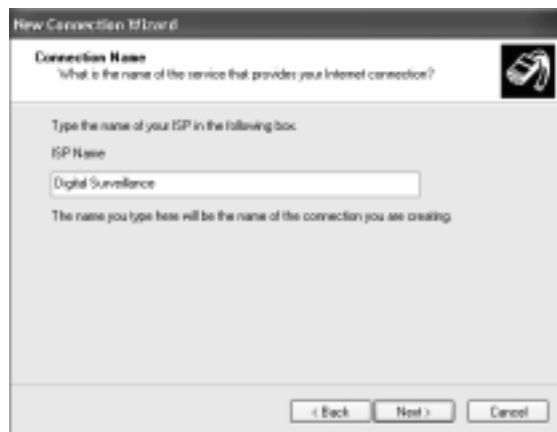 New Connection Wizard
Connection Name
What is the name of the service that provides your Internet connection?
Type the name of your ISP in the following box.
ISP Name
Digital Surveillance
The name you type here will be the name of the connection you are creating.
< Back
Next >
Cancel